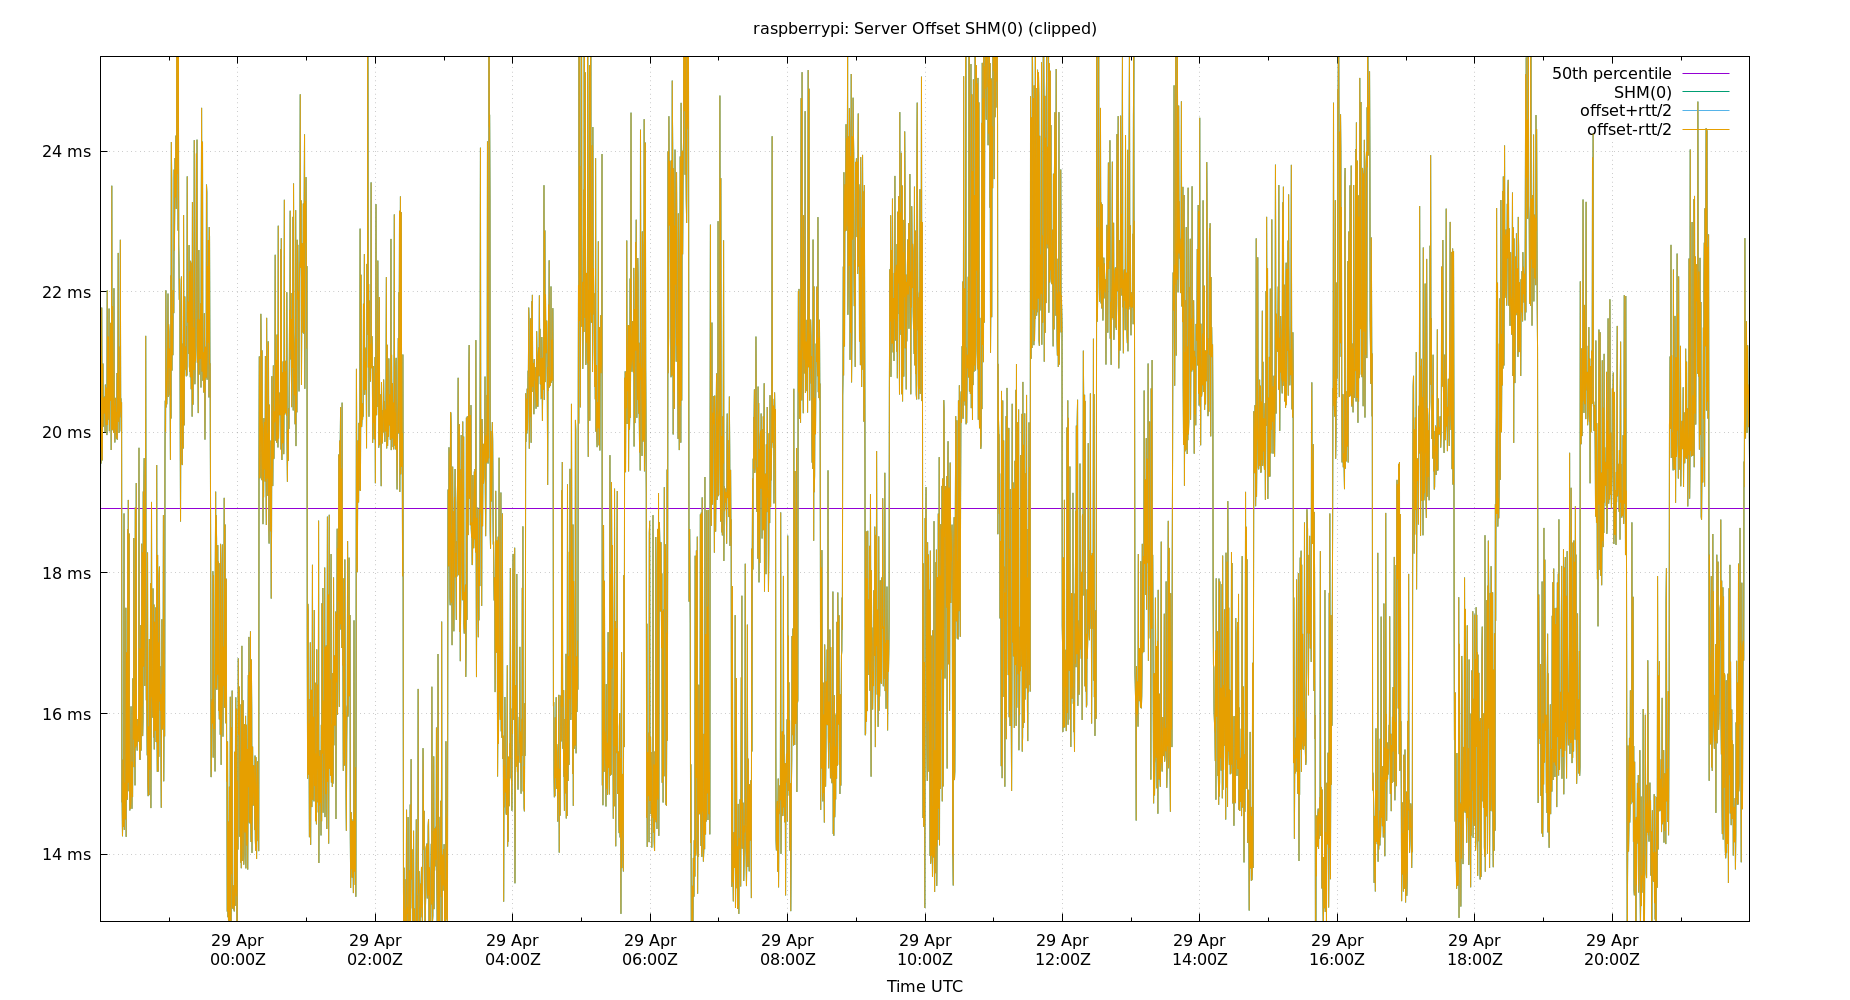 raspberrypi: Server Offset SHM(0) (clipped)
50th percentile
SHM(0)
offset+rtt/2
offset-rtt/2
24 ms
22 ms
20 ms
18 ms
16 ms
14 ms
29 Apr 29 Apr 29 Apr 29 Apr 29 Apr 29 Apr 29 Apr 29 Apr 29 Apr 29 Apr 29 Apr
00:00Z 02:00Z 04:00Z 06:00Z 08:00Z 10:00Z 12:00Z 14:00Z 16:00Z 18:00Z 20:00Z
Time UTC